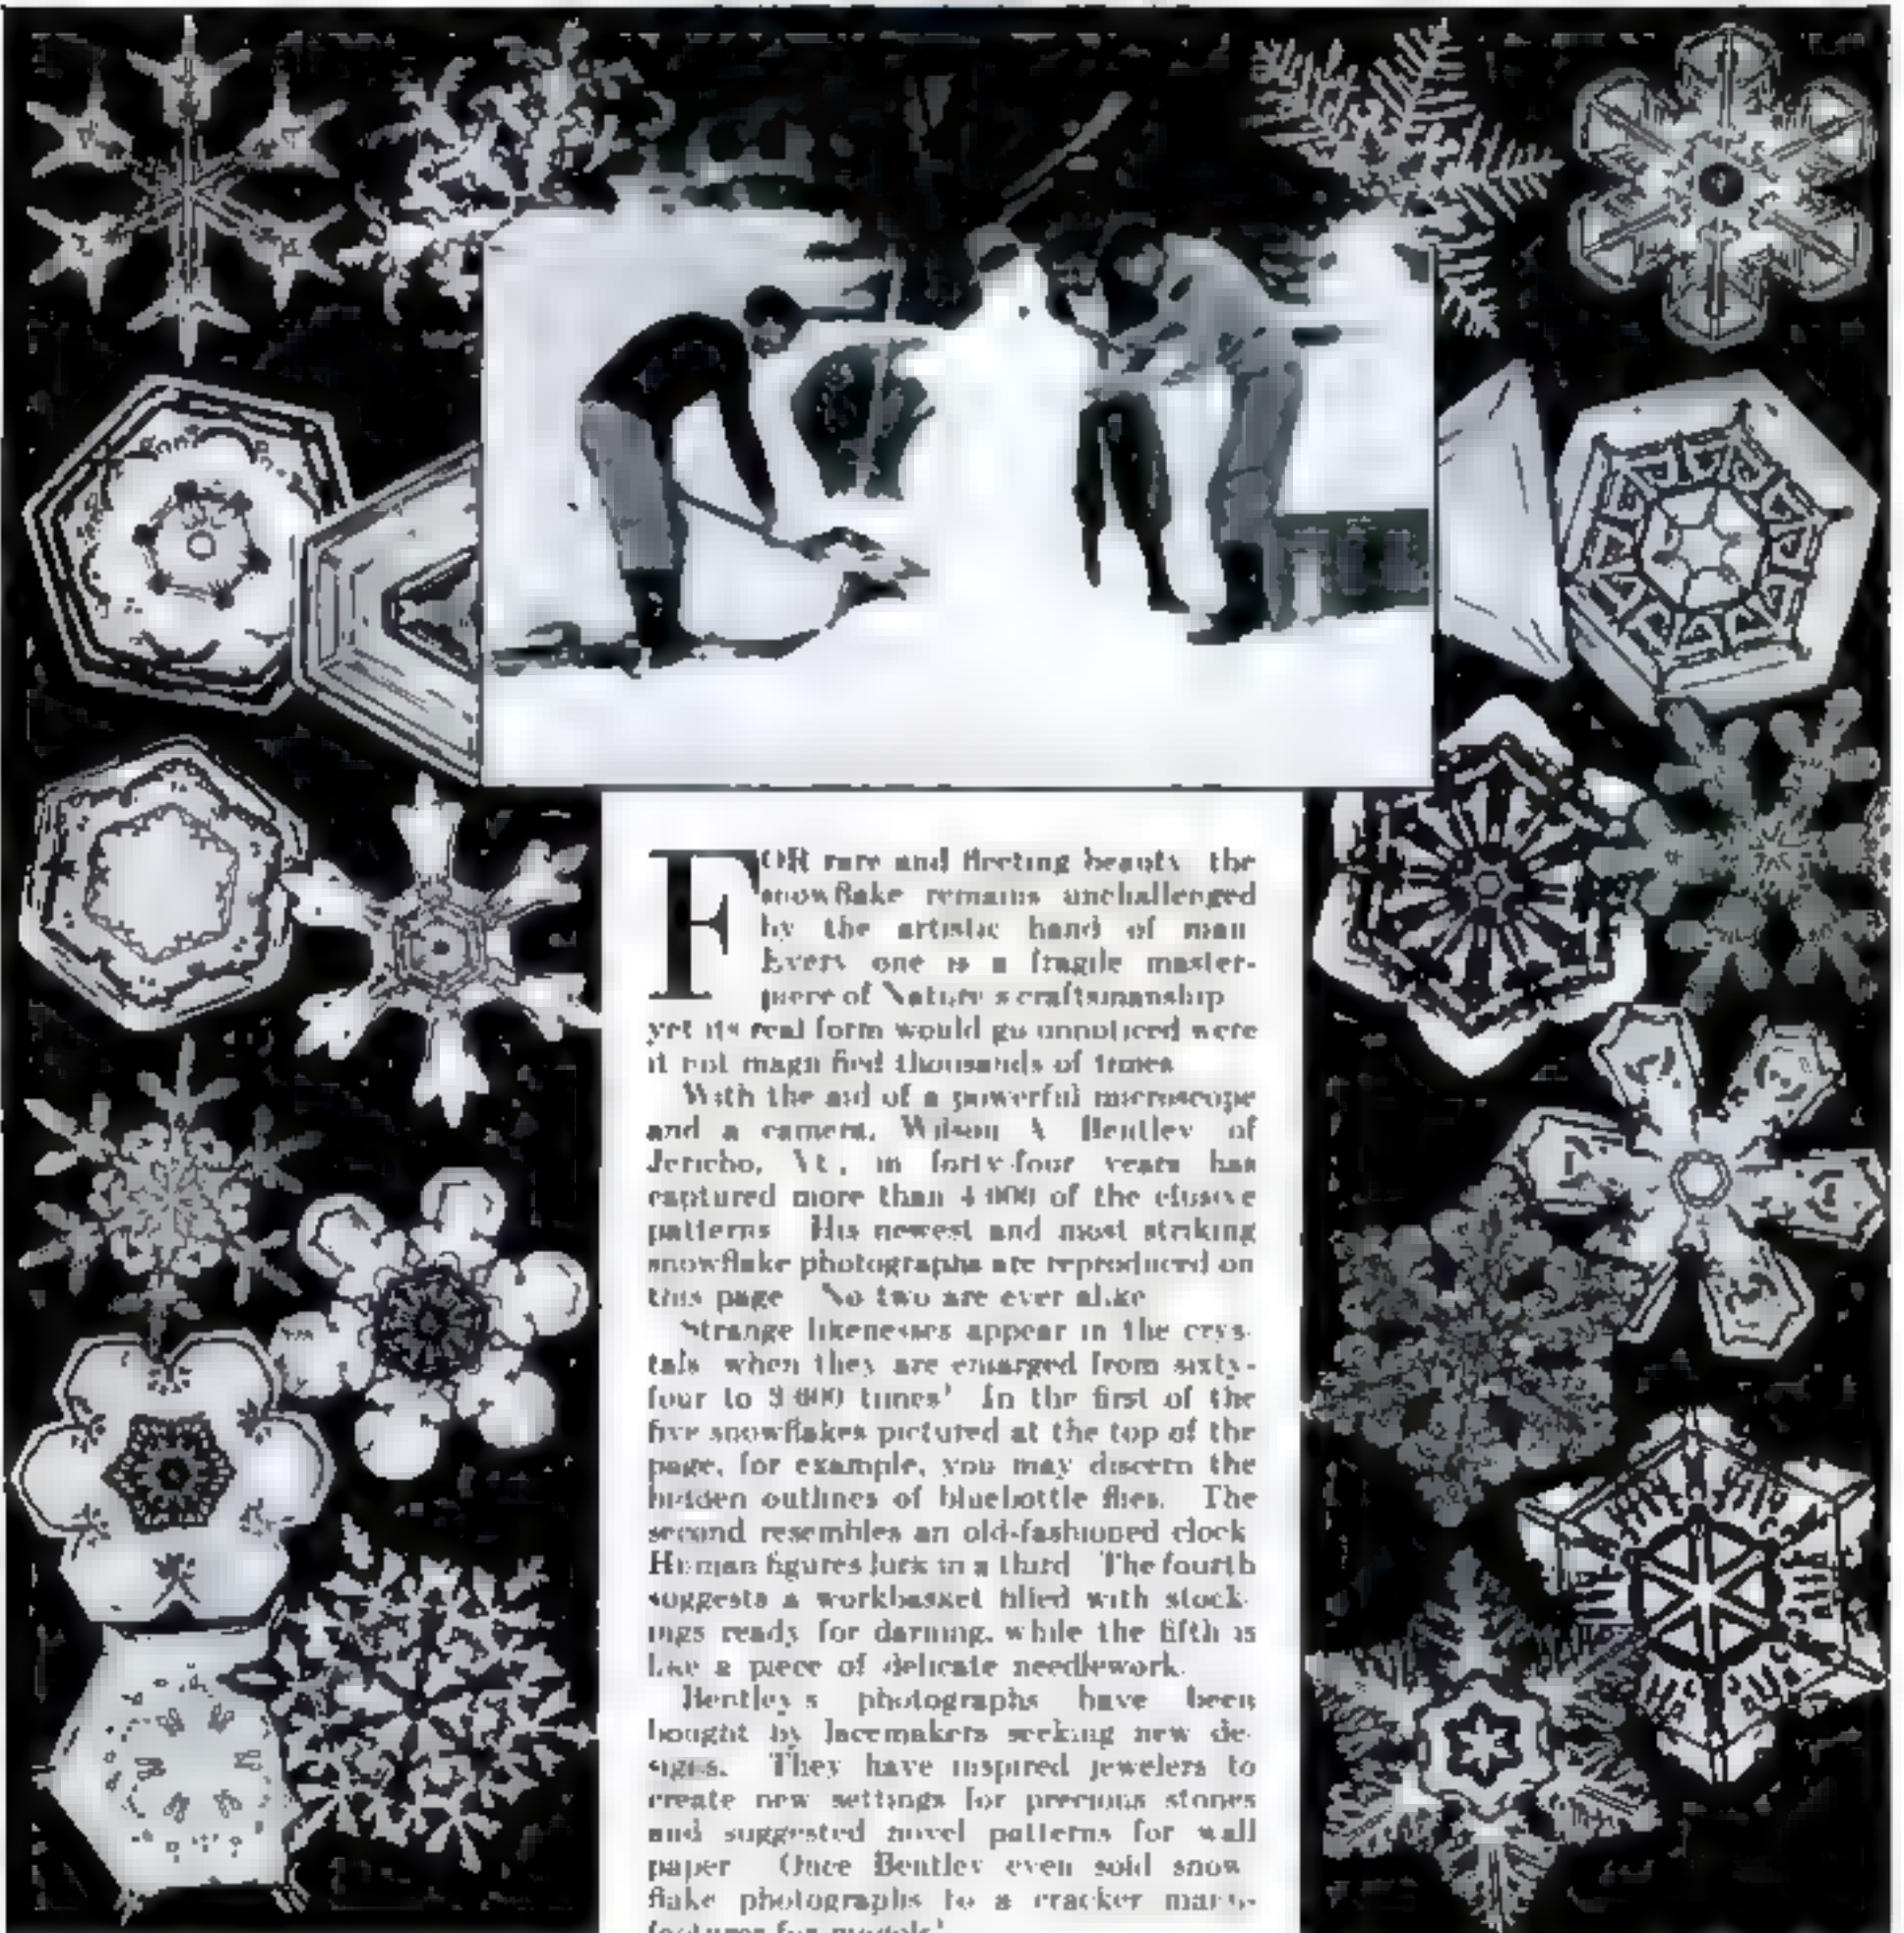 FOR rare and fleeting beauty the
snowflake remains unchallenged
by the artistic hand of man
Every one is a fragile master-
piece of Nature s craftsmanship
yet its real form would go unnoticed were
it not magnified thousands of times
With the aid of a powerful microscope
and a camera, Wilson A Bentley of
Jericho, Vt., in forty-four years has
captured more than 4 000 of the elusive
patterns His newest and most striking
snowflake photographs are reproduced on
this page No two are ever alike
Strange likenesses appear in the crys-
tals when they are enlarged from sixty-
four to 3 600 times! In the first of the
five snowflakes pictured at the top of the
page, for example, you may discern the
hidden outlines of bluebottle flies. The
second resembles an old-fashioned clock
Human figures lurk in a third The fourth
suggests a workbasket filled with stock-
ings ready for darning, while the fifth is
like a piece of delicate needlework.
Bentley s photographs have been
bought by lacemakers seeking new de-
signs. They have inspired jewelers to
create new settings for precious stones
and suggested novel patterns for wall
paper Once Bentley even sold snow-
flake photographs to a cracker manu-
facturer for models!